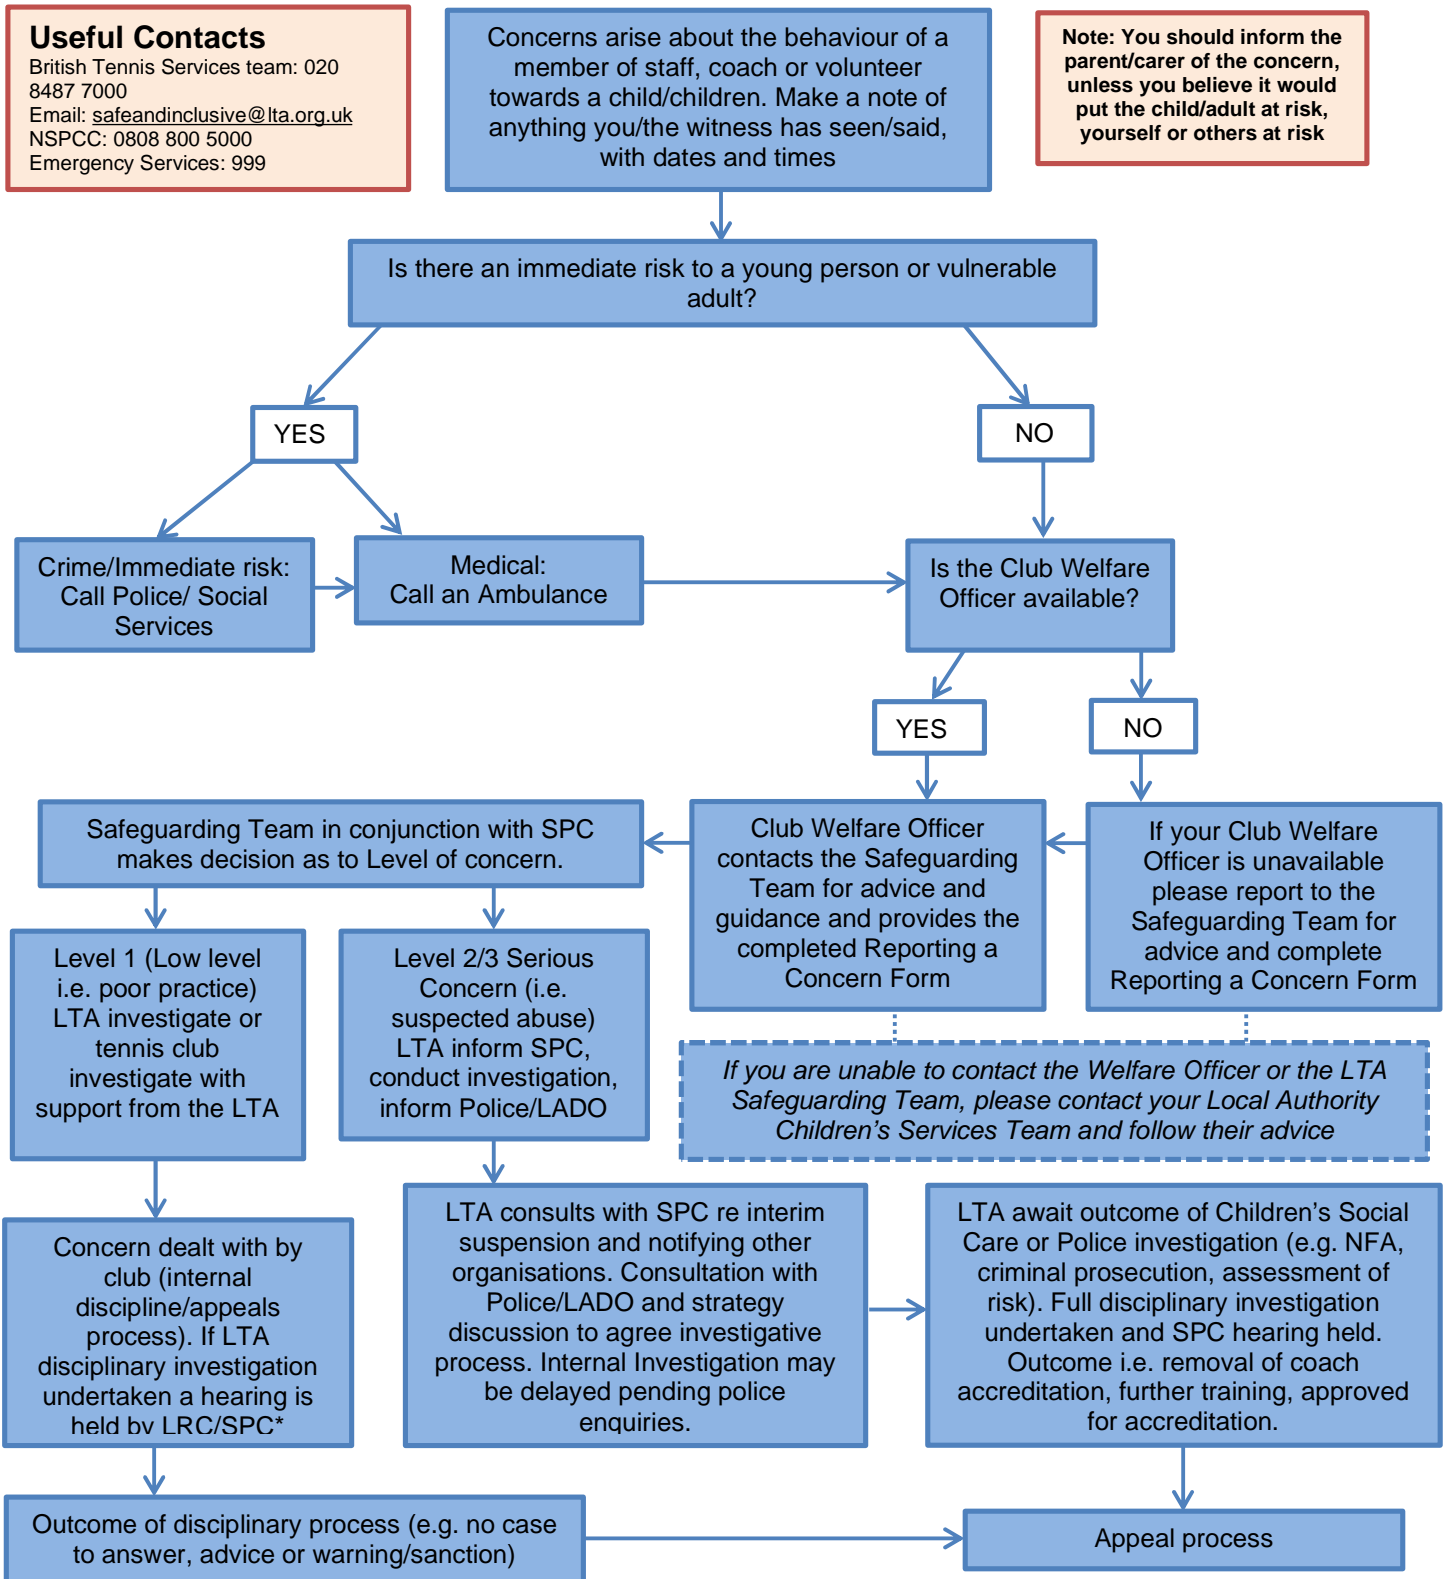 Useful Contacts
British Tennis Services team: 020
8487 7000
Email: safeandinclusive@lta.org.uk
NSPCC: 0808 800 5000
Emergency Services: 999
Concerns arise about the behaviour of a
member of staff, coach or volunteer
towards a child/children. Make a note of
anything you/the witness has seen/said,
with dates and times
Note: You should inform the
parent/carer of the concern,
unless you believe it would
put the child/adult at risk,
yourself or others at risk
Is there an immediate risk to a young person or vulnerable
adult?
YES
NO
Crime/Immediate risk:
Call Police/ Social
Services
Medical:
Call an Ambulance
Is the Club Welfare
Officer available?
YES
NO
Safeguarding Team in conjunction with SPC
makes decision as to Level of concern.
Club Welfare Officer
contacts the Safeguarding
Team for advice and
guidance and provides the
completed Reporting a
Concern Form
If your Club Welfare
Officer is unavailable
please report to the
Safeguarding Team for
advice and complete
Reporting a Concern Form
Level 1 (Low level
i.e. poor practice)
LTA investigate or
tennis club
investigate with
support from the LTA
Level 2/3 Serious
Concern (i.e.
suspected abuse)
LTA inform SPC,
conduct investigation,
inform Police/LADO
If you are unable to contact the Welfare Officer or the LTA
Safeguarding Team, please contact your Local Authority
Children's Services Team and follow their advice
Concern dealt with by
club (internal
discipline/appeals
process). If LTA
disciplinary investigation
undertaken a hearing is
held by LRC/SPC*
LTA consults with SPC re interim
suspension and notifying other
organisations. Consultation with
Police/LADO and strategy
discussion to agree investigative
process. Internal Investigation may
be delayed pending police
enquiries.
LTA await outcome of Children's Social
Care or Police investigation (e.g. NFA,
criminal prosecution, assessment of
risk). Full disciplinary investigation
undertaken and SPC hearing held.
Outcome i.e. removal of coach
accreditation, further training, approved
for accreditation.
Outcome of disciplinary process (e.g. no case
to answer, advice or warning/sanction)
Appeal process